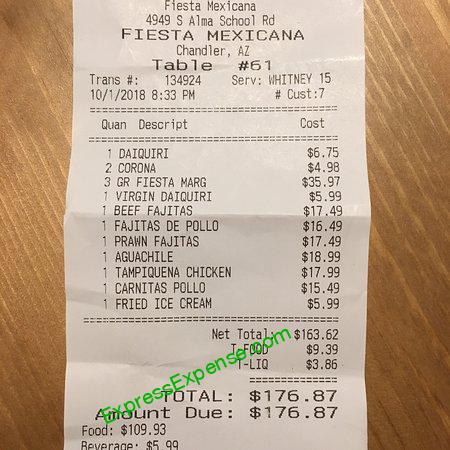 Fiesta Mexicana
4949 S Alma School Rd
FIESTA MEXICANA
Chandler, AZ
Table #61
Trans #: 134924 Serv: WHITNEY 15
10/1/2018 8:33 PM # Cust:7
Quan Descript Cost
1 DAIQUIRI $6.75
2 CORONA $4.98
3 GR FIESTA MARG $35.97
1 VIRGIN DAIQUIRI $5.99
1 BEEF FAJITAS $17.49
1 FAJITAS DE POLLO $16.49
1 PRAWN FAJITAS $17.49
1 AGUACHILE $18.99
1 TAMPIQUENA CHICKEN $17.99
1 CARNITAS POLLO $15.49
1 FRIED ICE CREAM $5.99
Net Total: $163.62
T-FOOD $9.39
T-LIQ $3.86
TOTAL: $176.87
Amount Due: $176.87
Food: $109.93
Beverage: $5.99
ExpressExpense.com